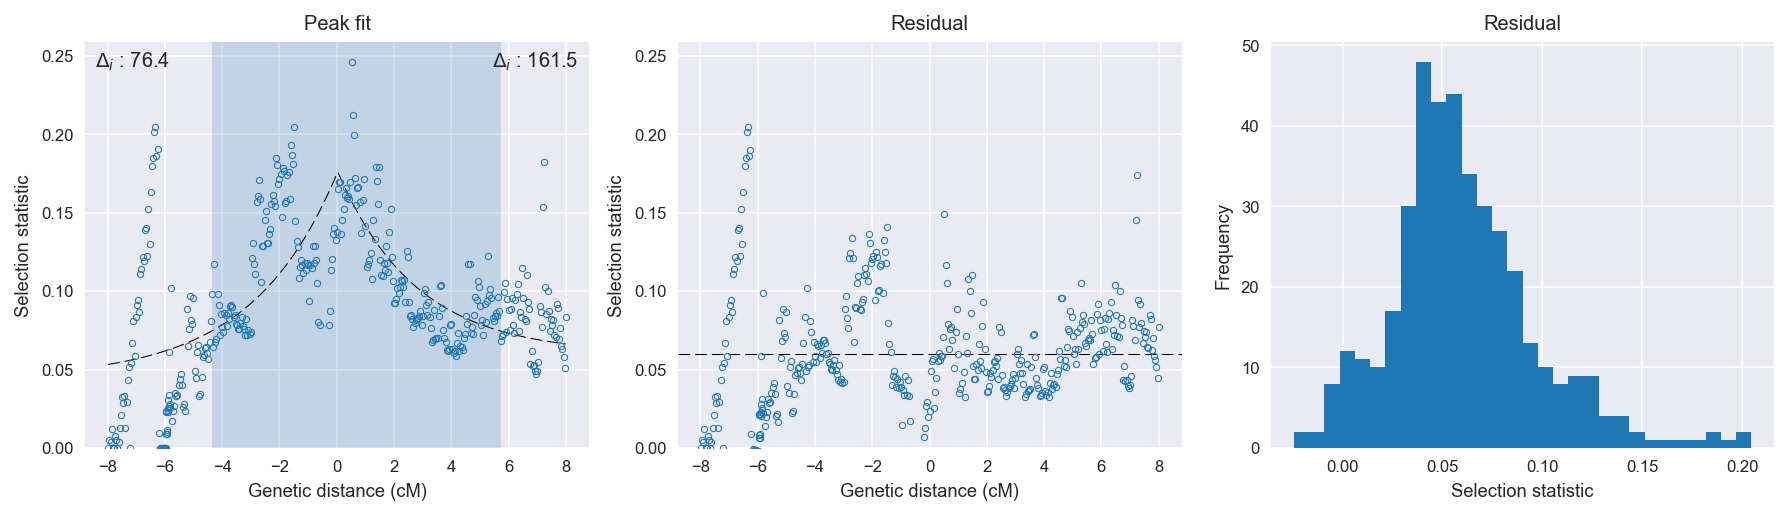 Peak fit
Δi : 76.4
Δi : 161.5
0.25
0.20
0.15
0.10
0.05
0.00
Selection statistic
−8 −6 −4 −2 0 2 4 6 8
Genetic distance (cM)
Residual
0.25
0.20
0.15
0.10
0.05
0.00
Selection statistic
−8 −6 −4 −2 0 2 4 6 8
Genetic distance (cM)
Residual
50
40
30
20
10
0
Frequency
0.00 0.05 0.10 0.15 0.20
Selection statistic